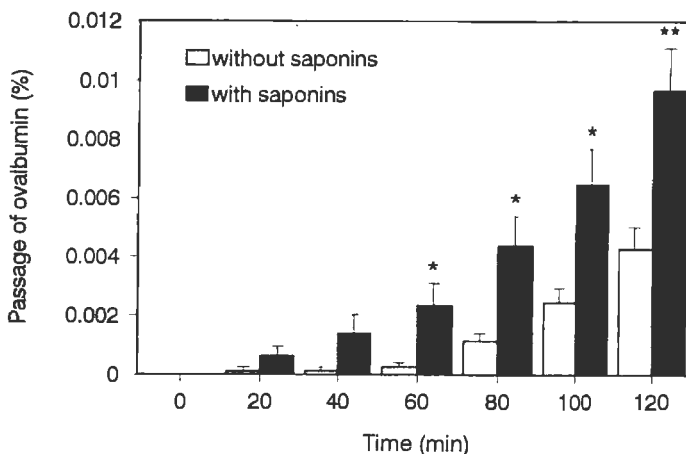 0.012
0.01
0.008
0.006
0.004
0.002
0
Passage of ovalbumin (%)
without saponins
with saponins
*
*
*
**
0 20 40 60 80 100 120
Time (min)